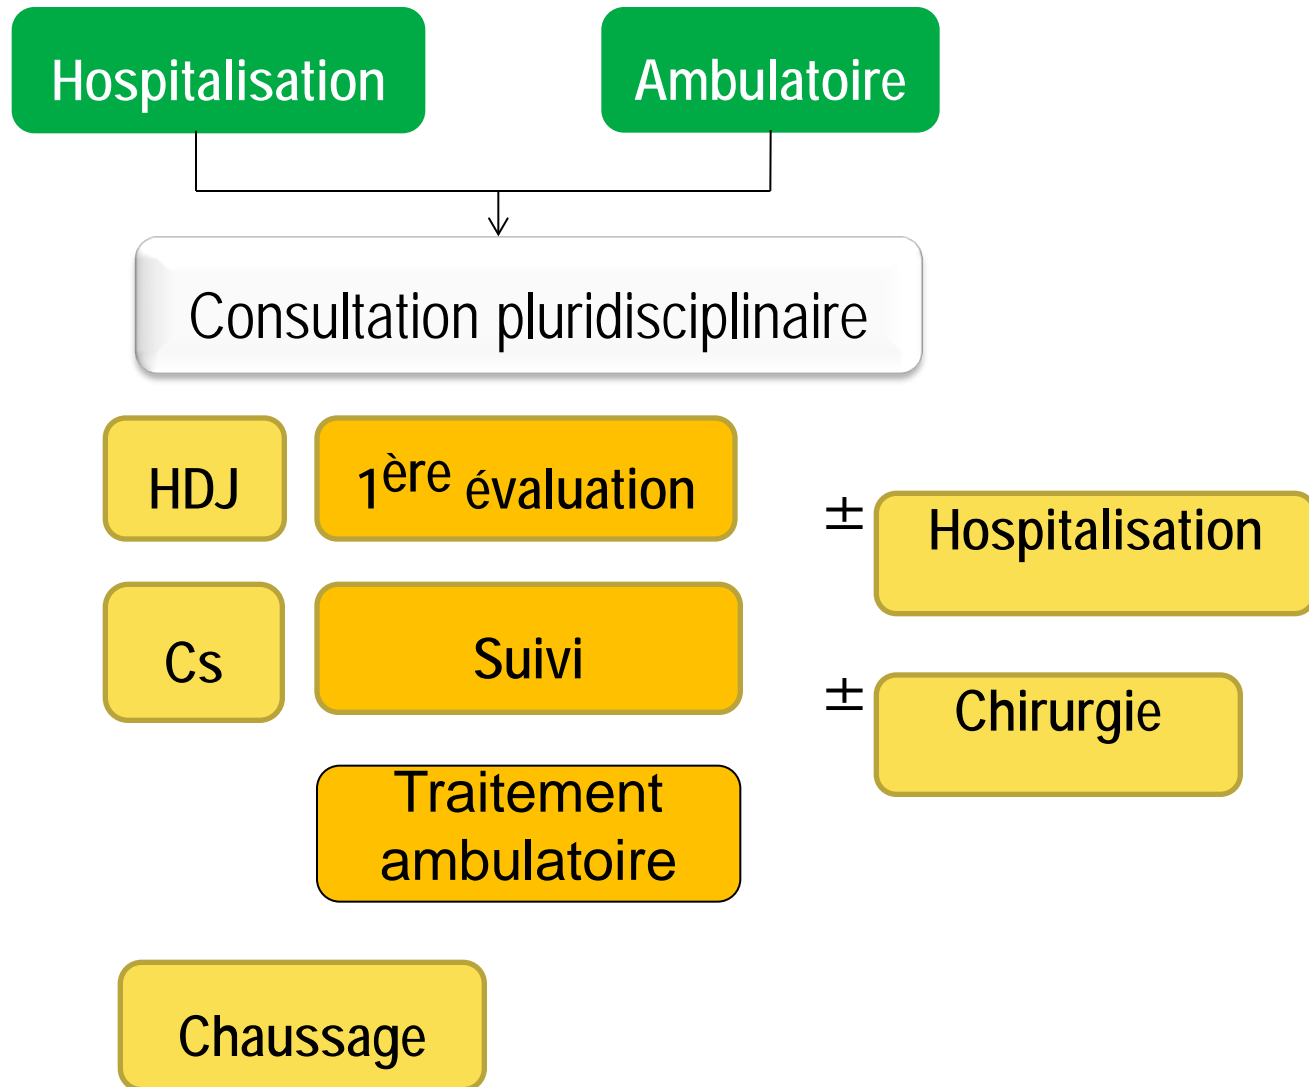 Hospitalisation
Ambulatoire
Consultation pluridisciplinaire
HDJ
1ère évaluation
± Hospitalisation
Cs
Suivi
± Chirurgie
Traitement
ambulatoire
Chaussage